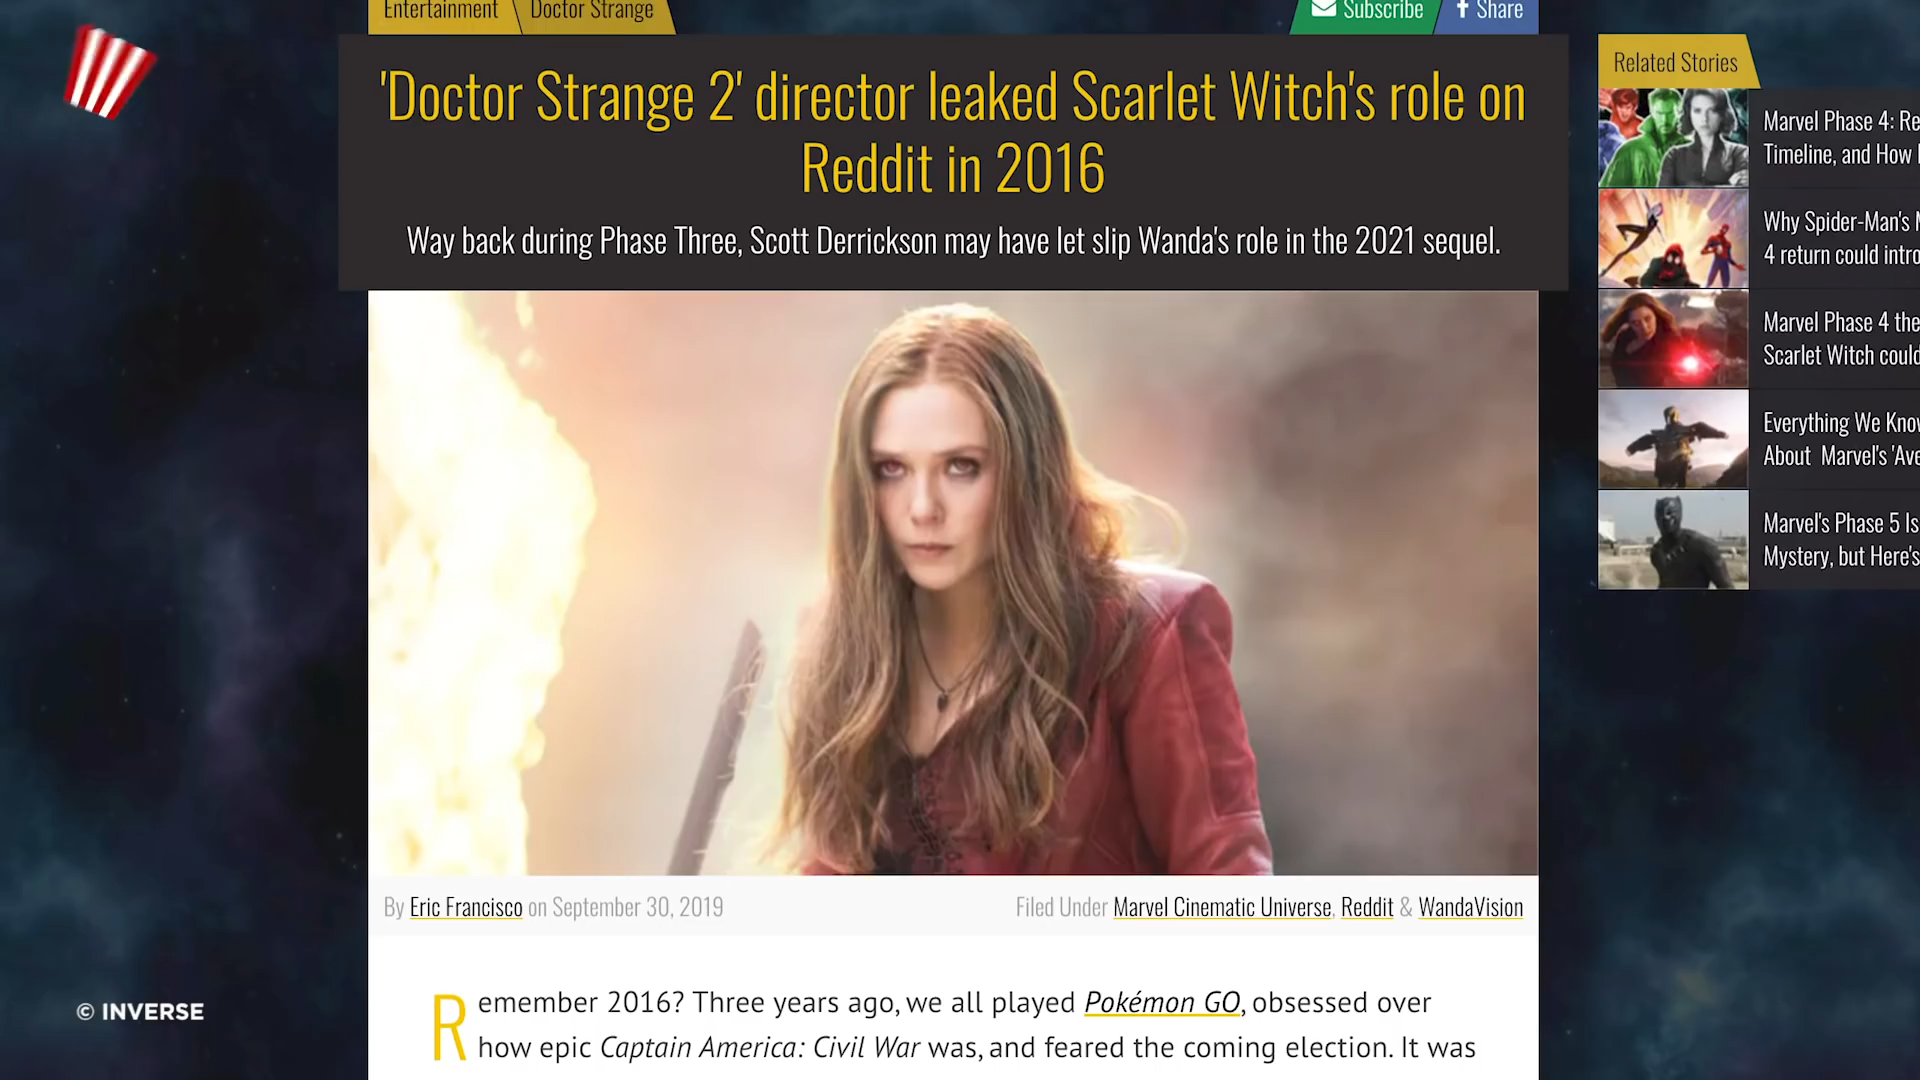 Entertainment
Doctor Strange
Subscribe
Share
'Doctor Strange 2' director leaked Scarlet Witch's role on
Reddit in 2016
Way back during Phase Three, Scott Derrickson may have let slip Wanda's role in the 2021 sequel.
Related Stories
Marvel Phase 4: Re
Timeline, and How
Why Spider-Man's
4 return could intro
Marvel Phase 4 the
Scarlet Witch could
Everything We Know
About Marvel's 'Ave
Marvel's Phase 5 Is
Mystery, but Here's
By Eric Francisco on September 30, 2019
Filed Under Marvel Cinematic Universe, Reddit & WandaVision
Remember 2016? Three years ago, we all played Pokémon GO, obsessed over
how epic Captain America: Civil War was, and feared the coming election. It was
© INVERSE